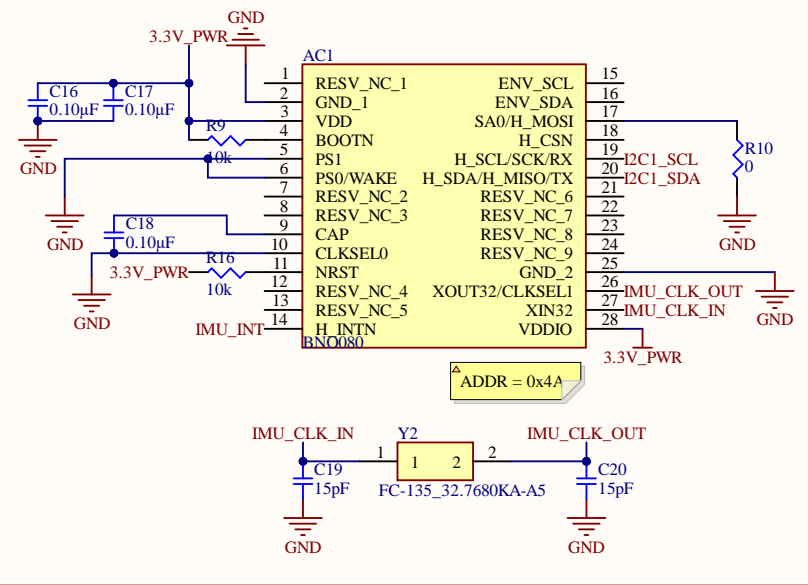 GND
3.3V_PWR
AC1
C16
0.10µF
C17
0.10µF
GND
R9
10k
GND
C18
0.10µF
GND
3.3V_PWR
R16
10k
IMU_INT
1 RESV_NC_1
2 GND_1
3 VDD
4 BOOTN
5 PS1
6 PS0/WAKE
7 RESV_NC_2
8 RESV_NC_3
9 CAP
10 CLKSEL0
11 NRST
12 RESV_NC_4
13 RESV_NC_5
14 H_INTN
BNO080
ENV_SCL 15
ENV_SDA 16
SA0/H_MOSI 17
H_CSN 18
H_SCL/SCK/RX 19 I2C1_SCL
H_SDA/H_MISO/TX 20 I2C1_SDA
RESV_NC_6 21
RESV_NC_7 22
RESV_NC_8 23
RESV_NC_9 24
GND_2 25
XOUT32/CLKSEL1 26 IMU_CLK_OUT
XIN32 27 IMU_CLK_IN
VDDIO 28
R10
0
GND
GND
3.3V_PWR
ADDR = 0x4A
IMU_CLK_IN
Y2
IMU_CLK_OUT
1 1 2 2
C19
15pF
FC-135_32.7680KA-A5
C20
15pF
GND
GND